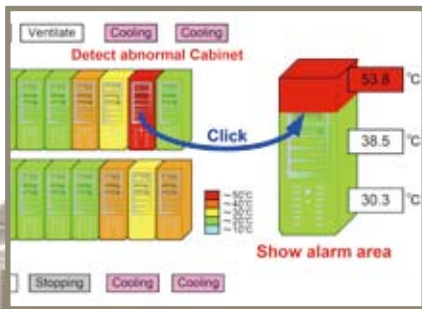 Ventilate Cooling Cooling
Detect abnormal Cabinet
53.8 °C
Click
38.5 °C
30.3 °C
Show alarm area
Stopping Cooling Cooling